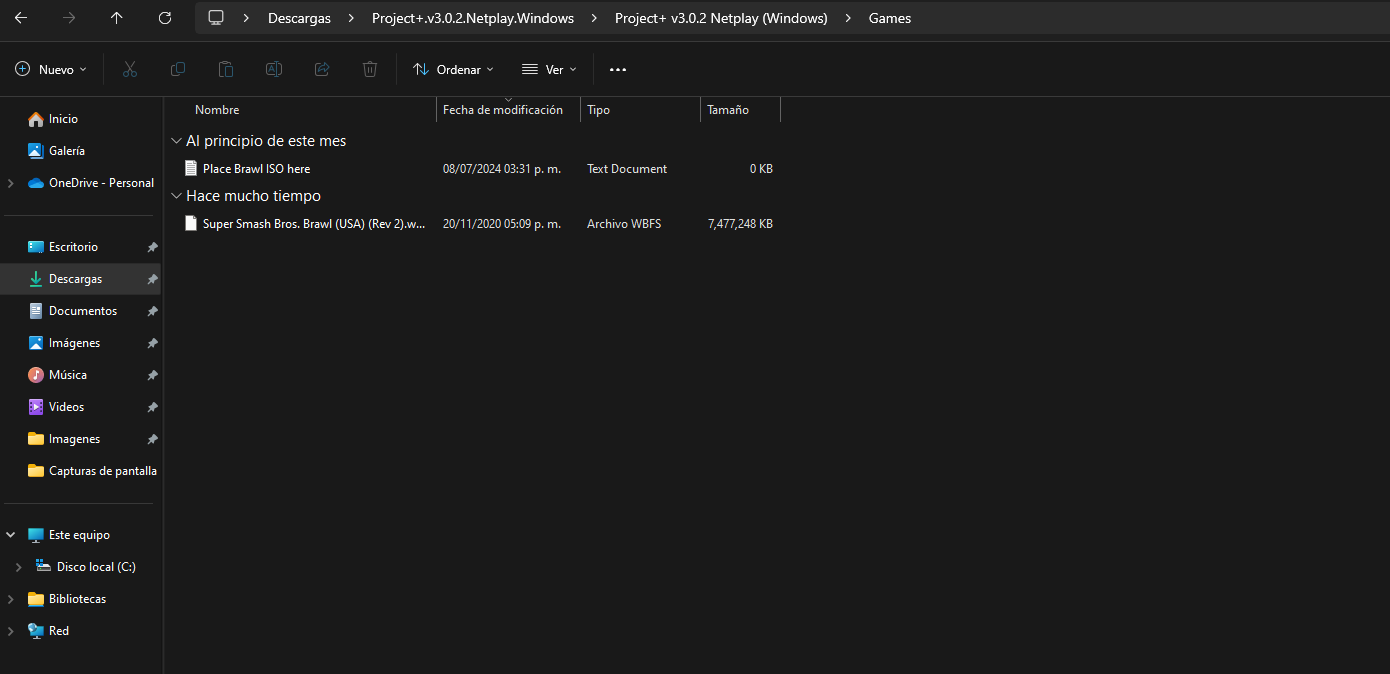 Descargas > Project+.v3.0.2.Netplay.Windows > Project+ v3.0.2 Netplay (Windows) > Games
Nuevo Ordenar Ver ...
Nombre Fecha de modificación Tipo Tamaño
Al principio de este mes
Place Brawl ISO here 08/07/2024 03:31 p. m. Text Document 0 KB
Hace mucho tiempo
Super Smash Bros. Brawl (USA) (Rev 2).w... 20/11/2020 05:09 p. m. Archivo WBFS 7,477,248 KB
Inicio
Galería
OneDrive - Personal
Escritorio
Descargas
Documentos
Imágenes
Música
Videos
Imagenes
Capturas de pantalla
Este equipo
Disco local (C:)
Bibliotecas
Red